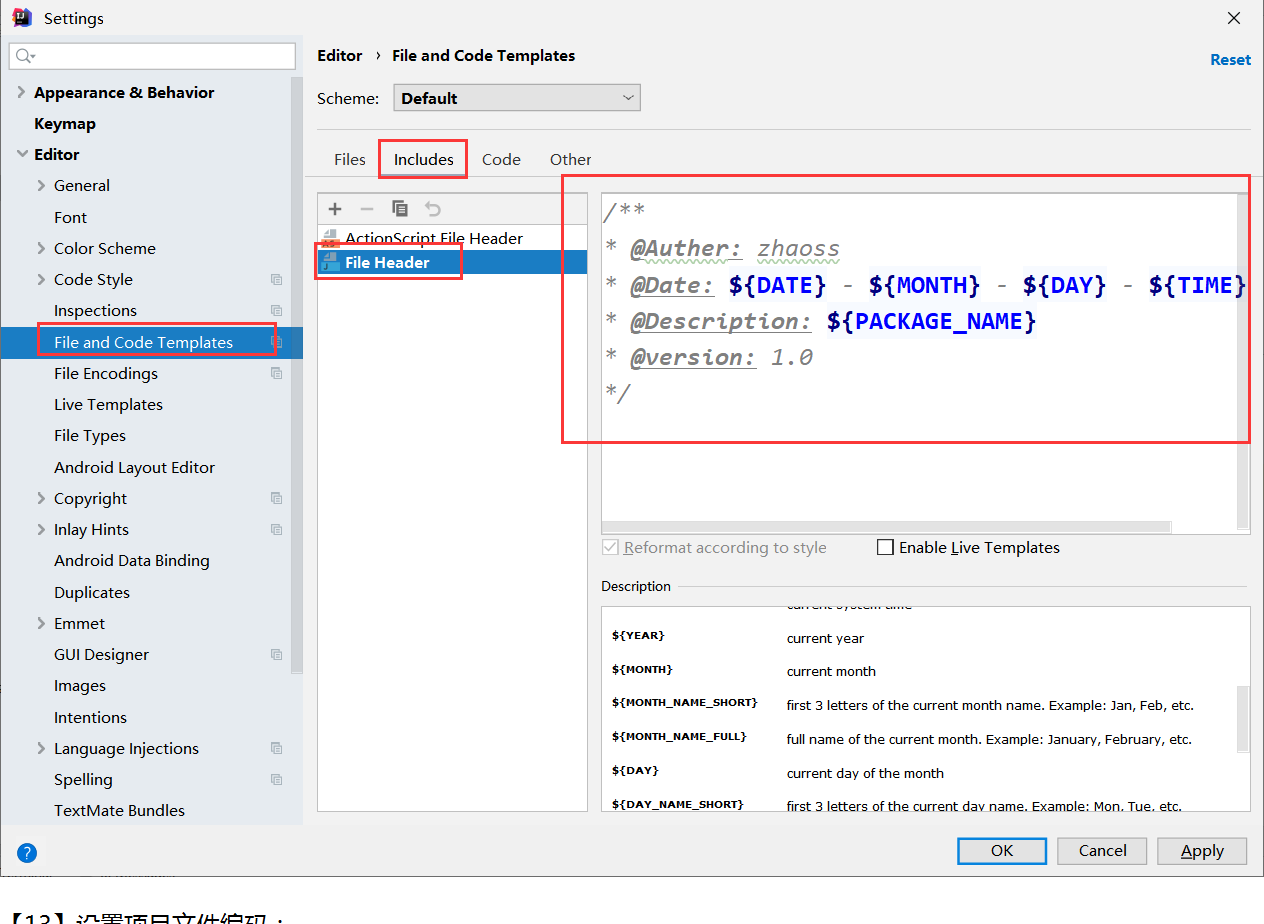 Settings
Editor › File and Code Templates
Reset
Scheme: Default
Appearance & Behavior
Keymap
Editor
General
Font
Color Scheme
Code Style
Inspections
File and Code Templates
File Encodings
Live Templates
File Types
Android Layout Editor
Copyright
Inlay Hints
Android Data Binding
Duplicates
Emmet
GUI Designer
Images
Intentions
Language Injections
Spelling
TextMate Bundles
Files Includes Code Other
ActionScript File Header
File Header
/**
* @Auther: zhaoss
* @Date: ${DATE} - ${MONTH} - ${DAY} - ${TIME}
* @Description: ${PACKAGE_NAME}
* @version: 1.0
*/
Reformat according to style Enable Live Templates
Description
current system time
${YEAR} current year
${MONTH} current month
${MONTH_NAME_SHORT} first 3 letters of the current month name. Example: Jan, Feb, etc.
${MONTH_NAME_FULL} full name of the current month. Example: January, February, etc.
${DAY} current day of the month
${DAY_NAME_SHORT} first 3 letters of the current day name. Example: Mon, Tue, etc.
? OK Cancel Apply
【13】设置项目文件编码：